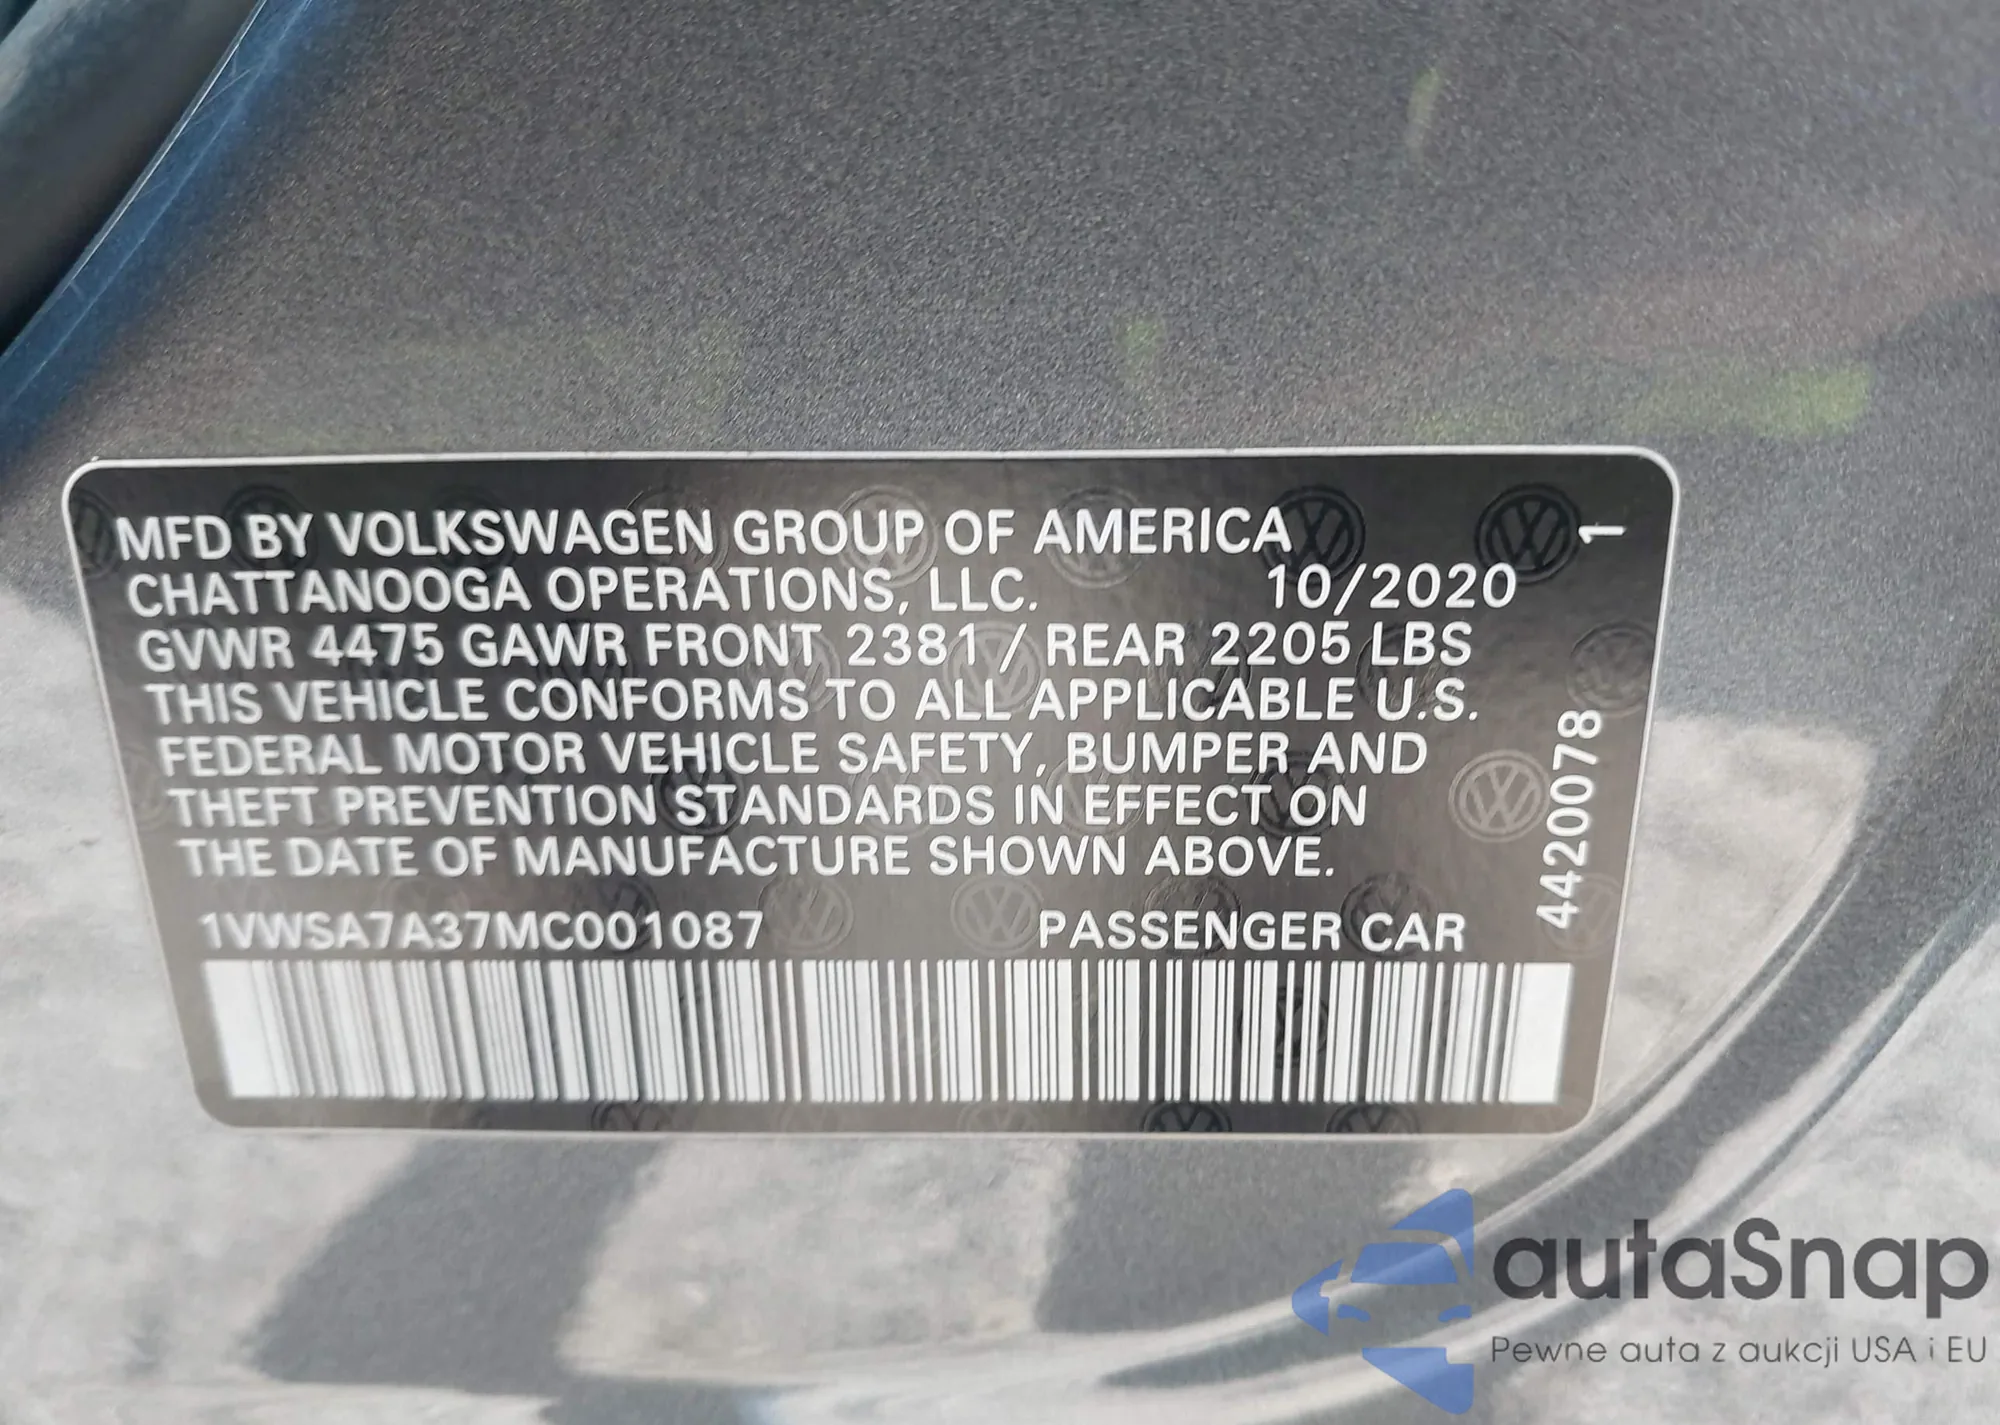 MFD BY VOLKSWAGEN GROUP OF AMERICA
CHATTANOOGA OPERATIONS, LLC. 10/2020
GVWR 4475 GAWR FRONT 2381 / REAR 2205 LBS
THIS VEHICLE CONFORMS TO ALL APPLICABLE U.S.
FEDERAL MOTOR VEHICLE SAFETY, BUMPER AND
THEFT PREVENTION STANDARDS IN EFFECT ON
THE DATE OF MANUFACTURE SHOWN ABOVE.
1VWSA7A37MC001087 PASSENGER CAR
44200078 1
autaSnap
Pewne auta z aukcji USA i EU